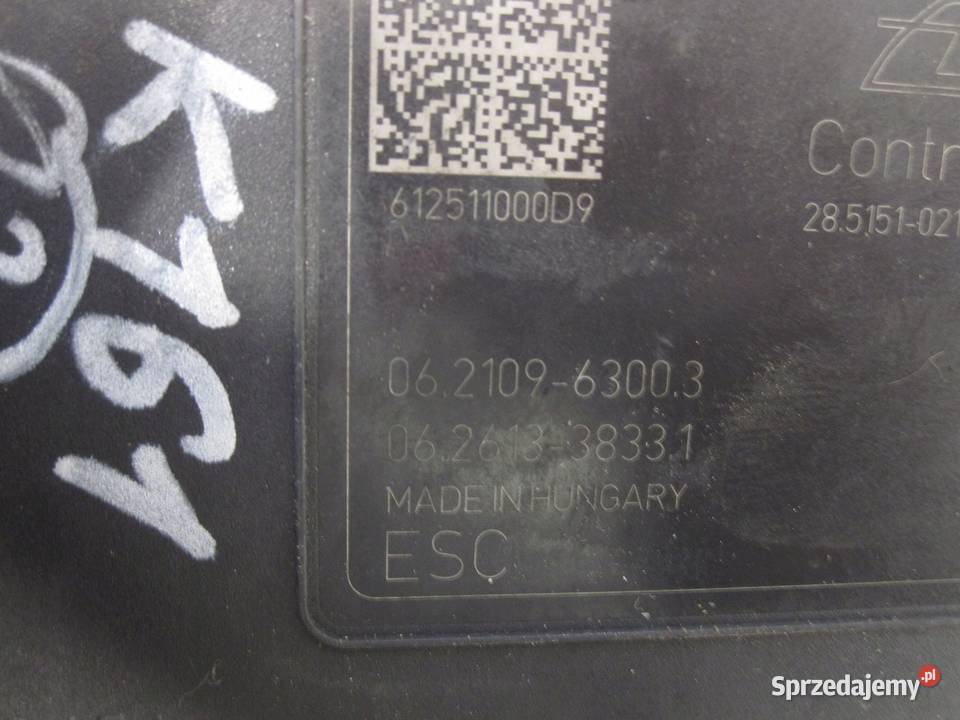 K761
612511000D9
Contr
28.5151-021
06.2109-6300.3
06.2613-3833.1
MADE IN HUNGARY
ESC
Sprzedajemy.pl